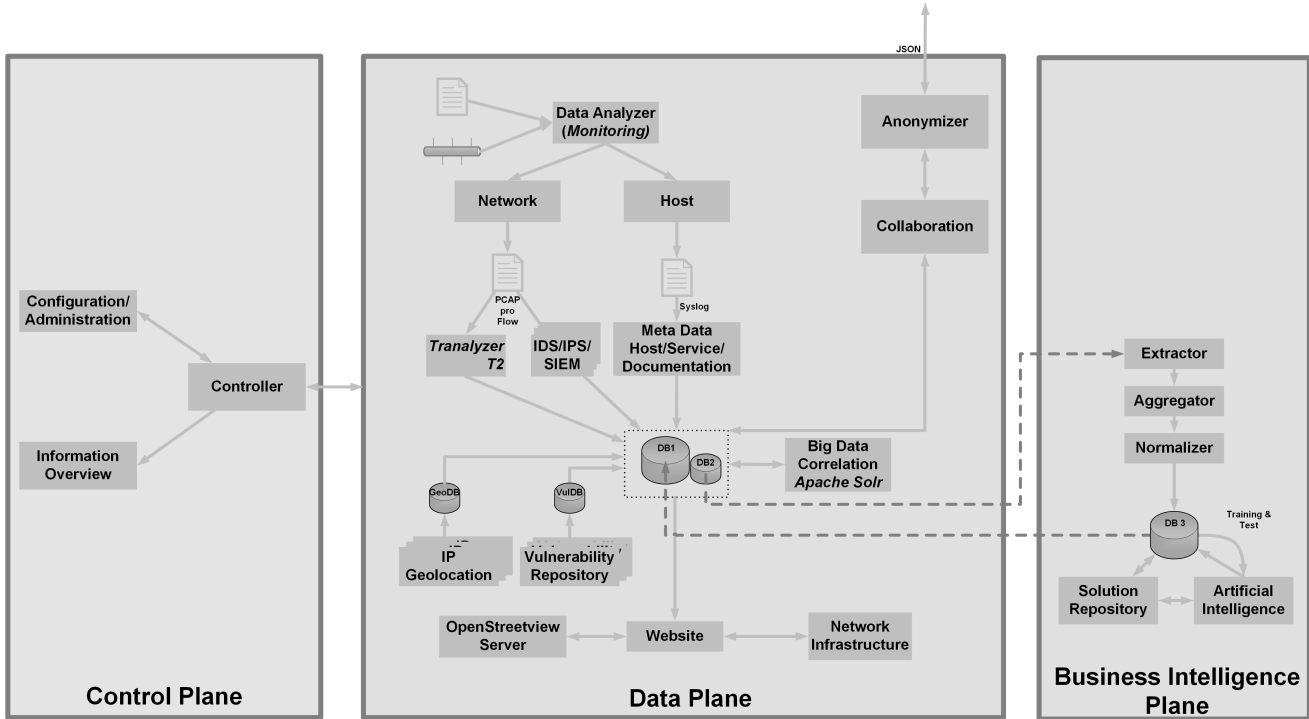 JSON
Data Analyzer
(Monitoring)
Anonymizer
Network
Host
Collaboration
PCAP
pro
Flow
Syslog
Configuration/
Administration
Controller
Information
Overview
Tranalyzer
T2
IDS/IPS/
SIEM
Meta Data
Host/Service/
Documentation
DB1
DB2
Big Data
Correlation
Apache Solr
GeoDB
VulDB
IP
Geolocation
Vulnerability
Repository
OpenStreetview
Server
Website
Network
Infrastructure
Extractor
Aggregator
Normalizer
DB 3
Training &
Test
Solution
Repository
Artificial
Intelligence
Control Plane
Data Plane
Business Intelligence
Plane